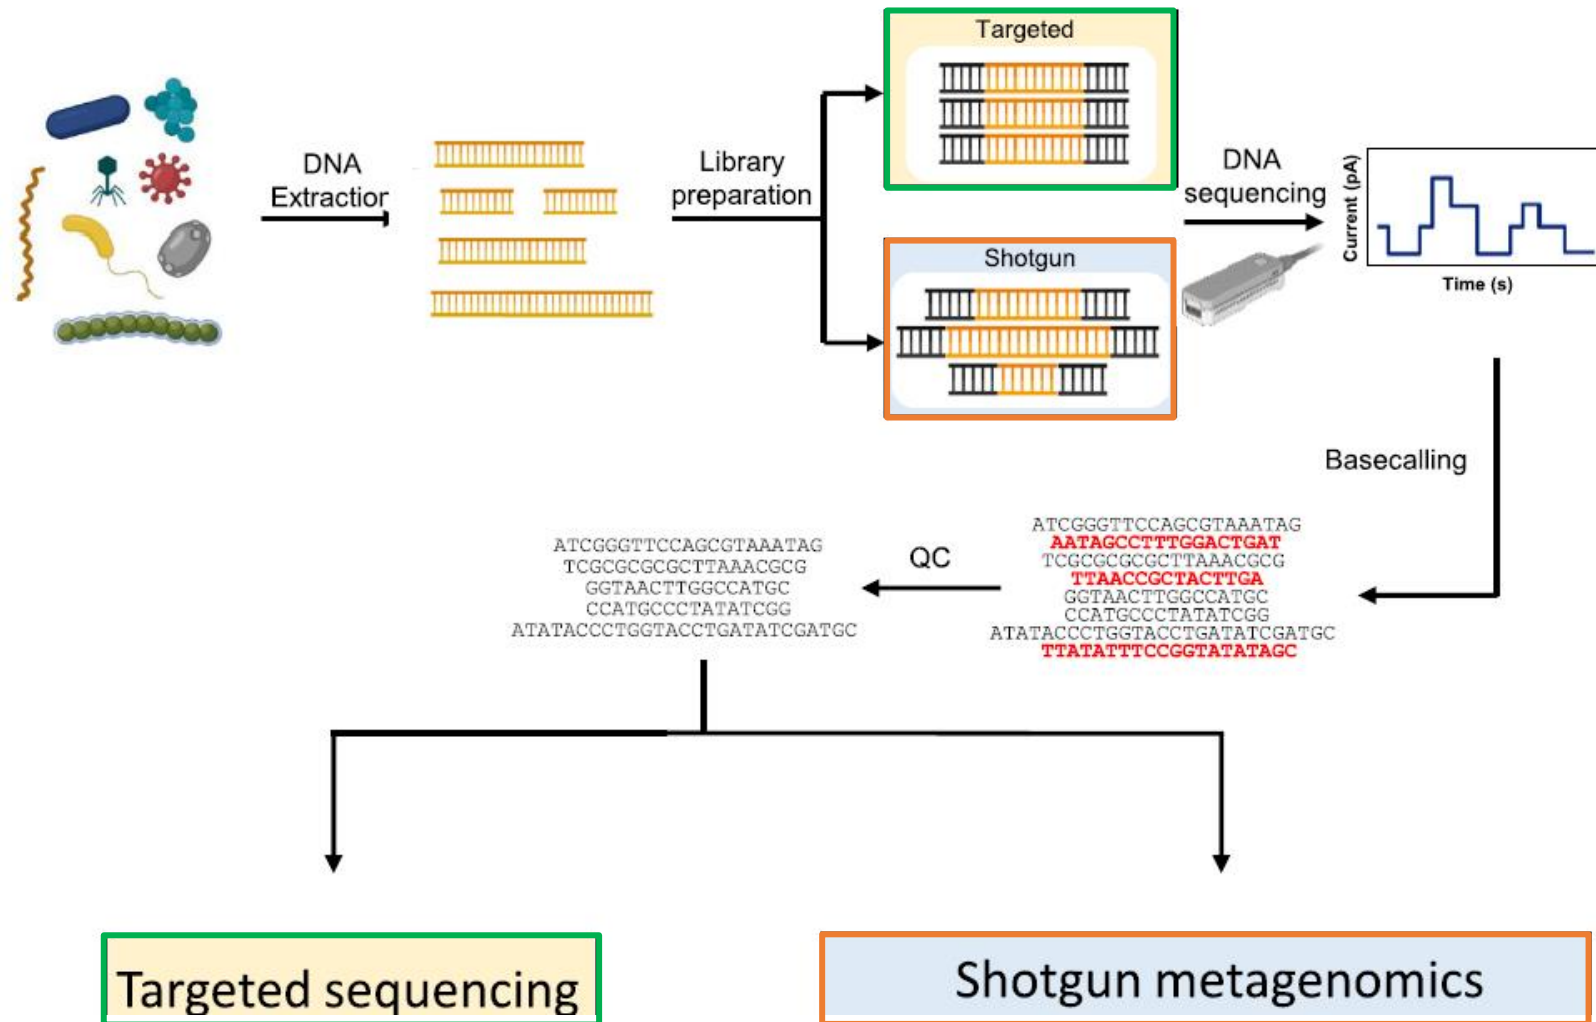 Targeted
DNA
Extraction
Library
preparation
DNA
sequencing
Current (pA)
Time (s)
Shotgun
Basecalling
ATCGGGTTCCAGCGTAAATAG
AATAGCCTTTGGACTGAT
TCGCGCGCGCTTAAACGCG
TTAACCGCTACTTGA
GGTAACTTGGCCATGC
CCATGCCCTATATCGG
ATATACCCTGGTACCTGATATCGATGC
TTATATTTCCGGTATATAGC
QC
ATCGGGTTCCAGCGTAAATAG
TCGCGCGCGCTTAAACGCG
GGTAACTTGGCCATGC
CCATGCCCTATATCGG
ATATACCCTGGTACCTGATATCGATGC
Targeted sequencing
Shotgun metagenomics